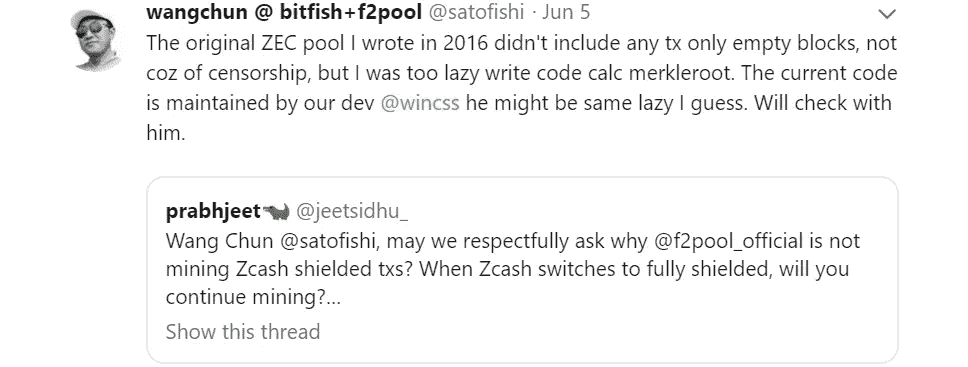 wangchun @ bitfish+f2pool @satofishi · Jun 5
The original ZEC pool I wrote in 2016 didn't include any tx only empty blocks, not
coz of censorship, but I was too lazy write code calc merkleroot. The current code
is maintained by our dev @wincss he might be same lazy I guess. Will check with
him.
prabhjeet @jeetsidhu_
Wang Chun @satofishi, may we respectfully ask why @f2pool_official is not
mining Zcash shielded txs? When Zcash switches to fully shielded, will you
continue mining?...
Show this thread